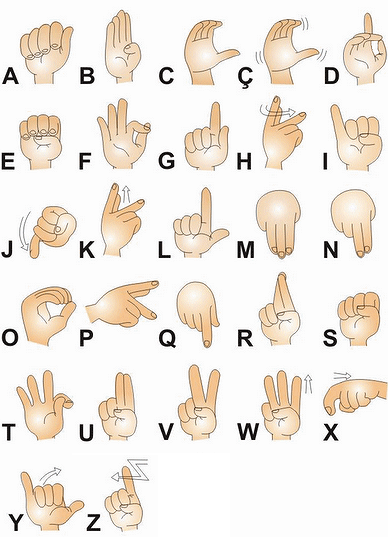 A B C Ç D
E F G H I
J K L M N
O P Q R S
T U V W X
Y Z